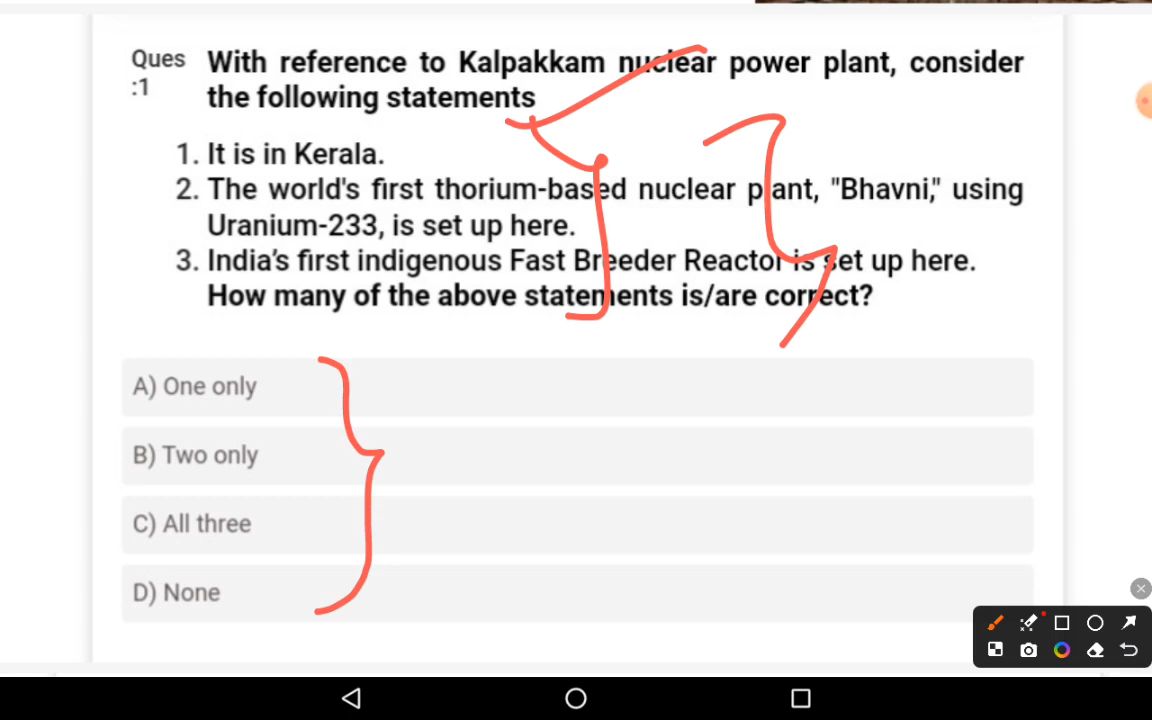 Ques With reference to Kalpakkam nuclear power plant, consider
:1 the following statements
1. It is in Kerala.
2. The world's first thorium-based nuclear plant, "Bhavni," using
Uranium-233, is set up here.
3. India's first indigenous Fast Breeder Reactor is set up here.
How many of the above statements is/are correct?
A) One only
B) Two only
C) All three
D) None